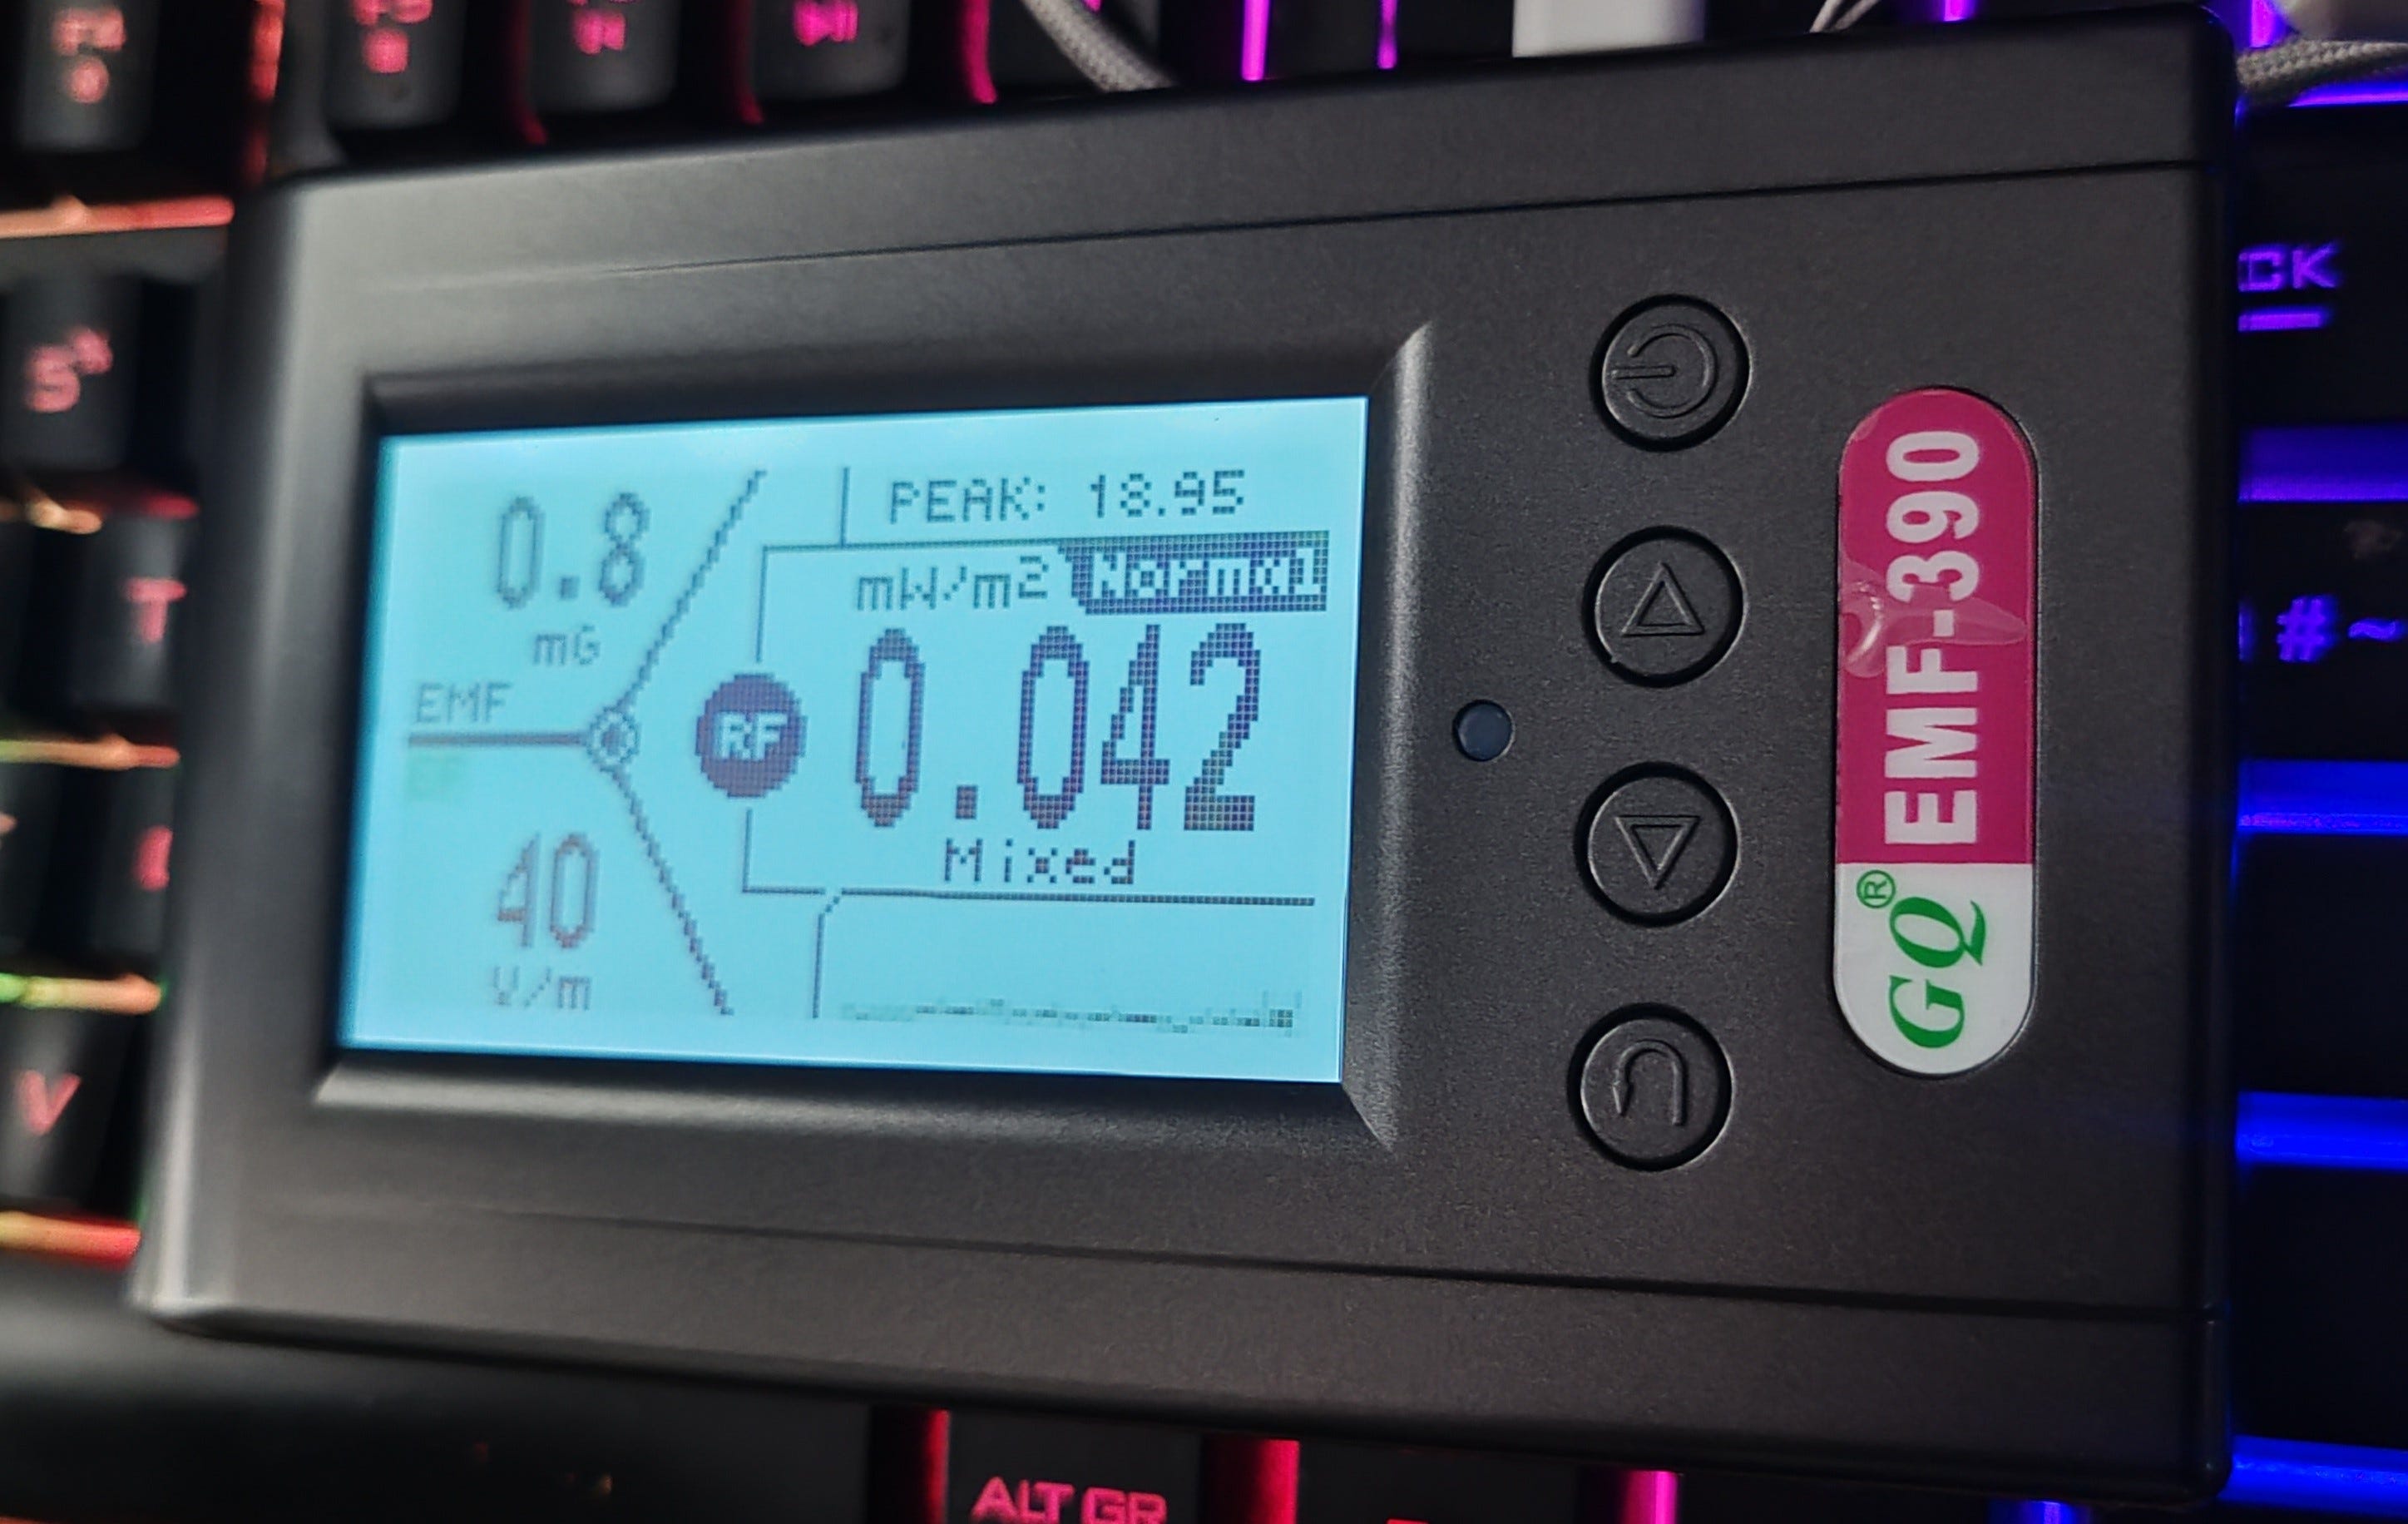 PEAK: 18.95
0.8
mG
mW/m² Normal
EMF
RF
0.042
Mixed
40
V/m
GQ® EMF-390
S
T
V
CK
# ~
ALT GR